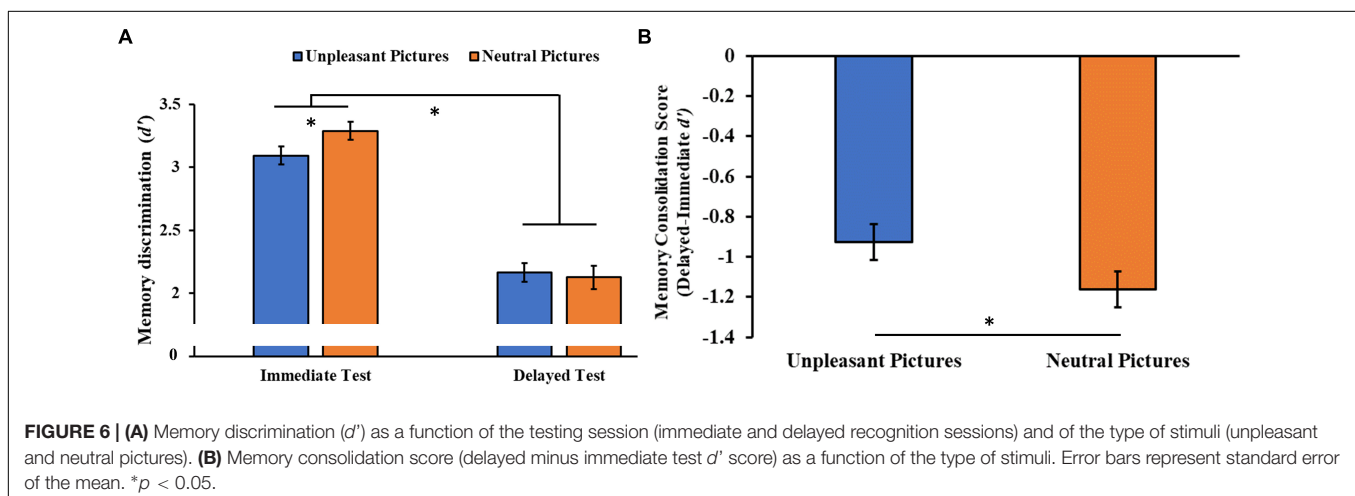 A
Unpleasant Pictures Neutral Pictures
Memory discrimination (d')
3.5
3
2.5
2
0
*
*
Immediate Test Delayed Test
B
Memory Consolidation Score
(Delayed-Immediate d')
0
-0.2
-0.4
-0.6
-0.8
-1
-1.2
-1.4
*
Unpleasant Pictures Neutral Pictures
FIGURE 6 | (A) Memory discrimination (d’) as a function of the testing session (immediate and delayed recognition sessions) and of the type of stimuli (unpleasant
and neutral pictures). (B) Memory consolidation score (delayed minus immediate test d’ score) as a function of the type of stimuli. Error bars represent standard error
of the mean. *p < 0.05.